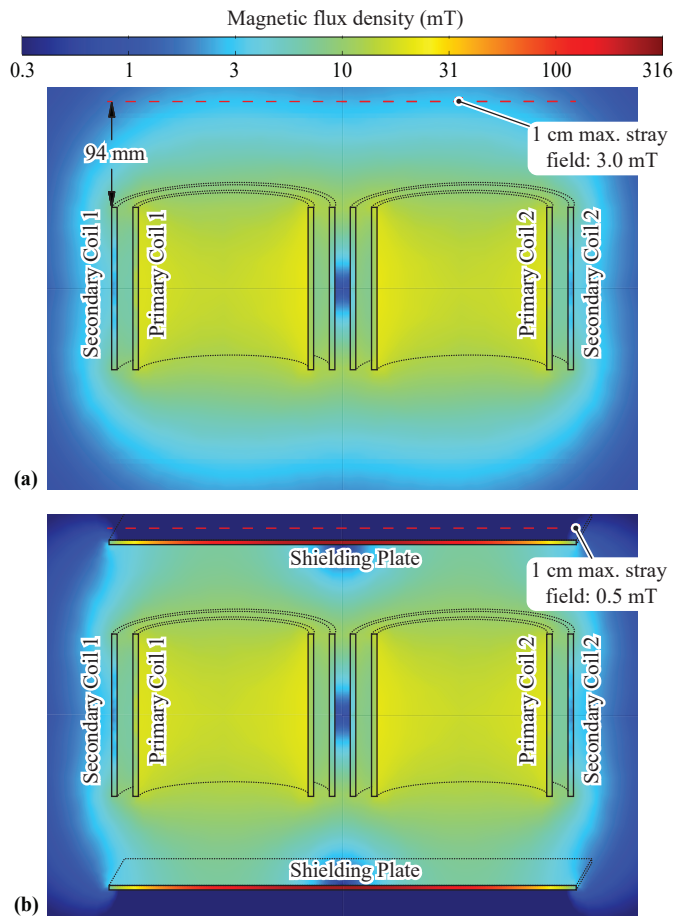 Magnetic flux density (mT)
0.3 1 3 10 31 100 316
94 mm
1 cm max. stray
field: 3.0 mT
Secondary Coil 1
Primary Coil 1
Primary Coil 2
Secondary Coil 2
(a)
Shielding Plate
1 cm max. stray
field: 0.5 mT
Secondary Coil 1
Primary Coil 1
Primary Coil 2
Secondary Coil 2
Shielding Plate
(b)